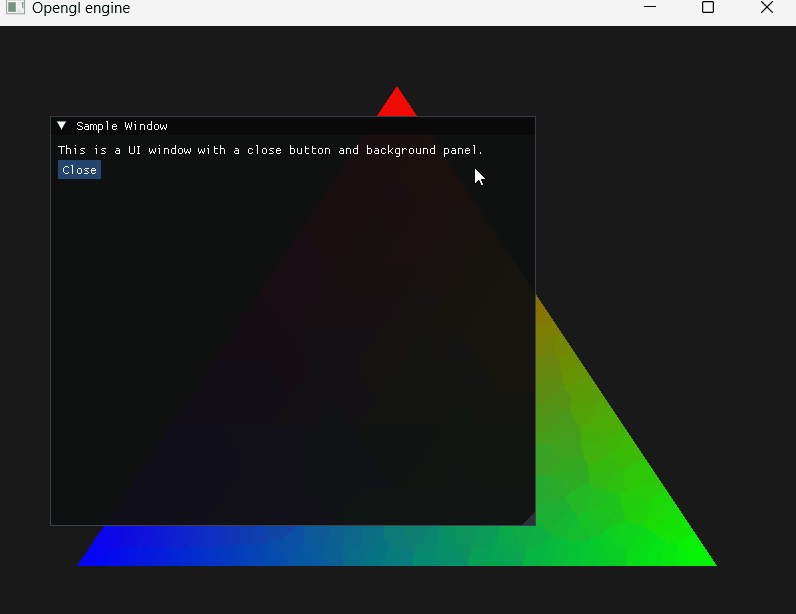 Opengl engine
Sample Window
This is a UI window with a close button and background panel.
Close